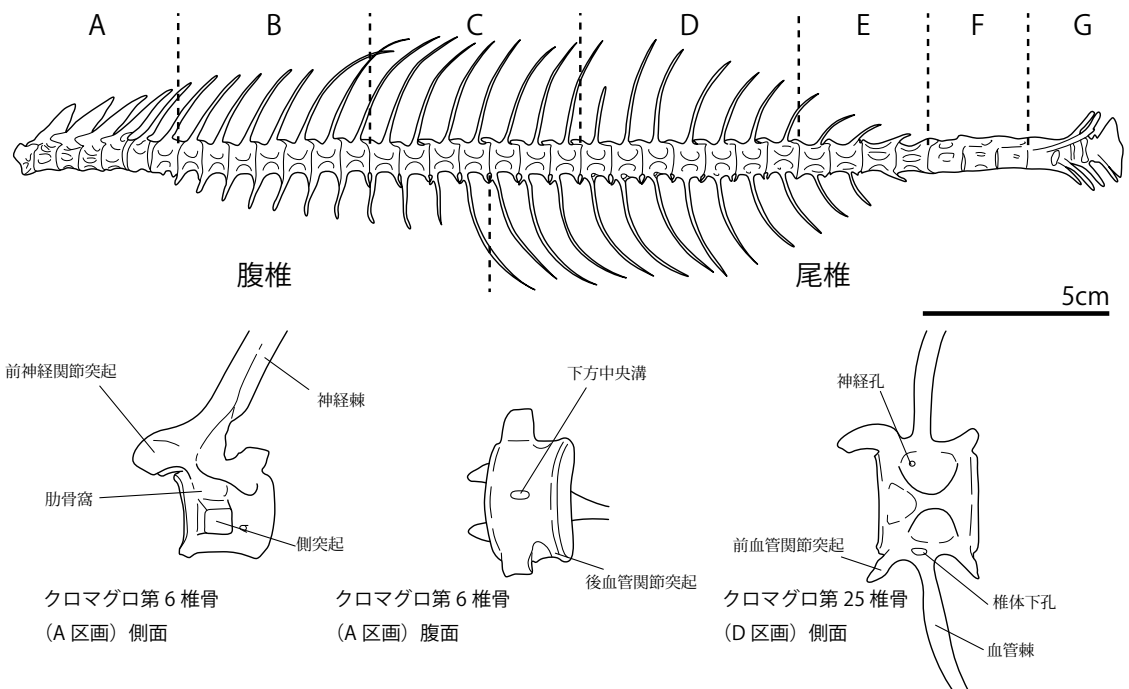 A B C D E F G
腹椎 尾椎
5cm
前神経関節突起
神経棘
肋骨窩
側突起
クロマグロ第 6 椎骨
(A 区画)側面
下方中央溝
後血管関節突起
クロマグロ第 6 椎骨
(A 区画)腹面
神経孔
前血管関節突起
椎体下孔
血管棘
クロマグロ第 25 椎骨
(D 区画)側面